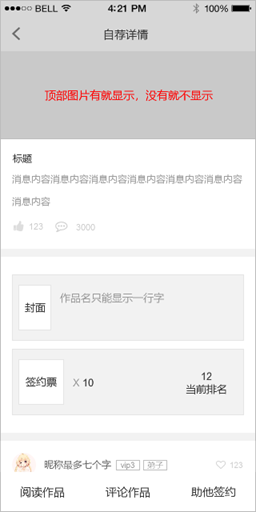 BELL 4:21 PM 100%
自荐详情
顶部图片有就显示，没有就不显示
标题
消息内容消息内容消息内容消息内容消息内容消息内容
消息内容
123 3000
封面 作品名只能显示一行字
签约票 X 10 12
当前排名
昵称最多七个字 vip3 骄子 123
阅读作品 评论作品 助他签约